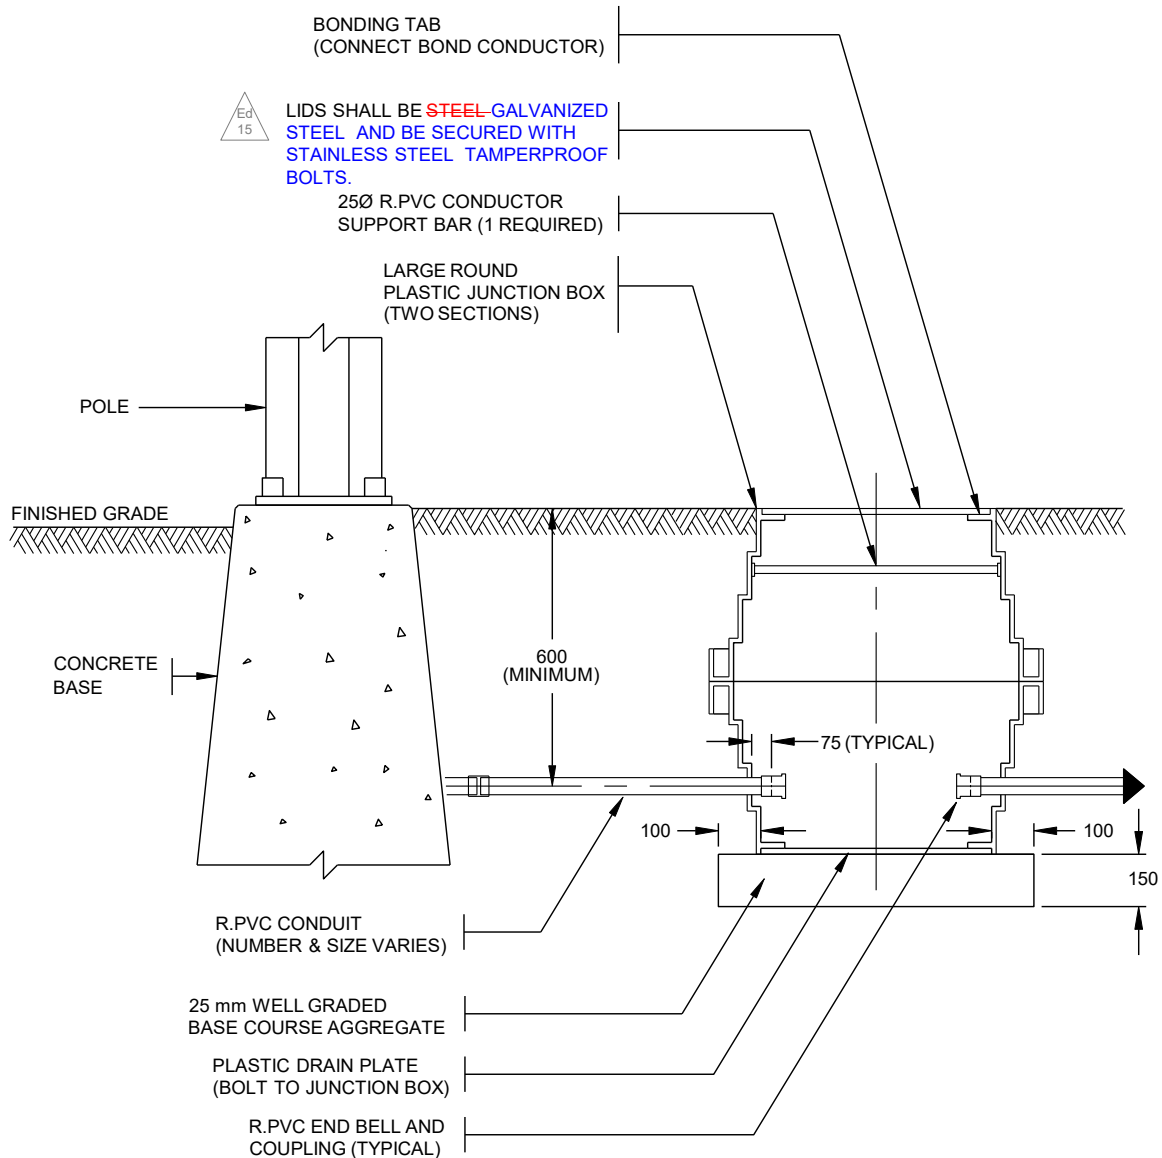 BONDING TAB
(CONNECT BOND CONDUCTOR)
Ed
15
LIDS SHALL BE STEEL GALVANIZED
STEEL AND BE SECURED WITH
STAINLESS STEEL TAMPERPROOF
BOLTS.
25Ø R.PVC CONDUCTOR
SUPPORT BAR (1 REQUIRED)
LARGE ROUND
PLASTIC JUNCTION BOX
(TWO SECTIONS)
POLE
FINISHED GRADE
CONCRETE
BASE
600
(MINIMUM)
75 (TYPICAL)
100
100
150
R.PVC CONDUIT
(NUMBER & SIZE VARIES)
25 mm WELL GRADED
BASE COURSE AGGREGATE
PLASTIC DRAIN PLATE
(BOLT TO JUNCTION BOX)
R.PVC END BELL AND
COUPLING (TYPICAL)